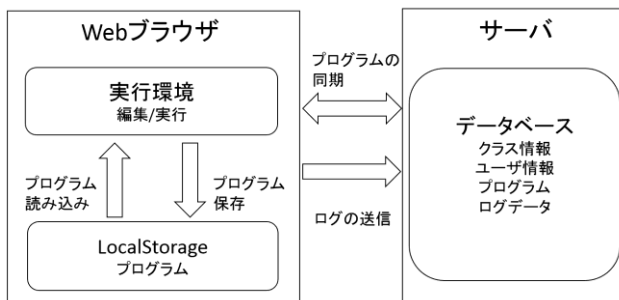 Webブラウザ
実行環境
編集/実行
プログラム
読み込み
プログラム
保存
LocalStorage
プログラム
プログラムの
同期
ログの送信
サーバ
データベース
クラス情報
ユーザ情報
プログラム
ログデータ